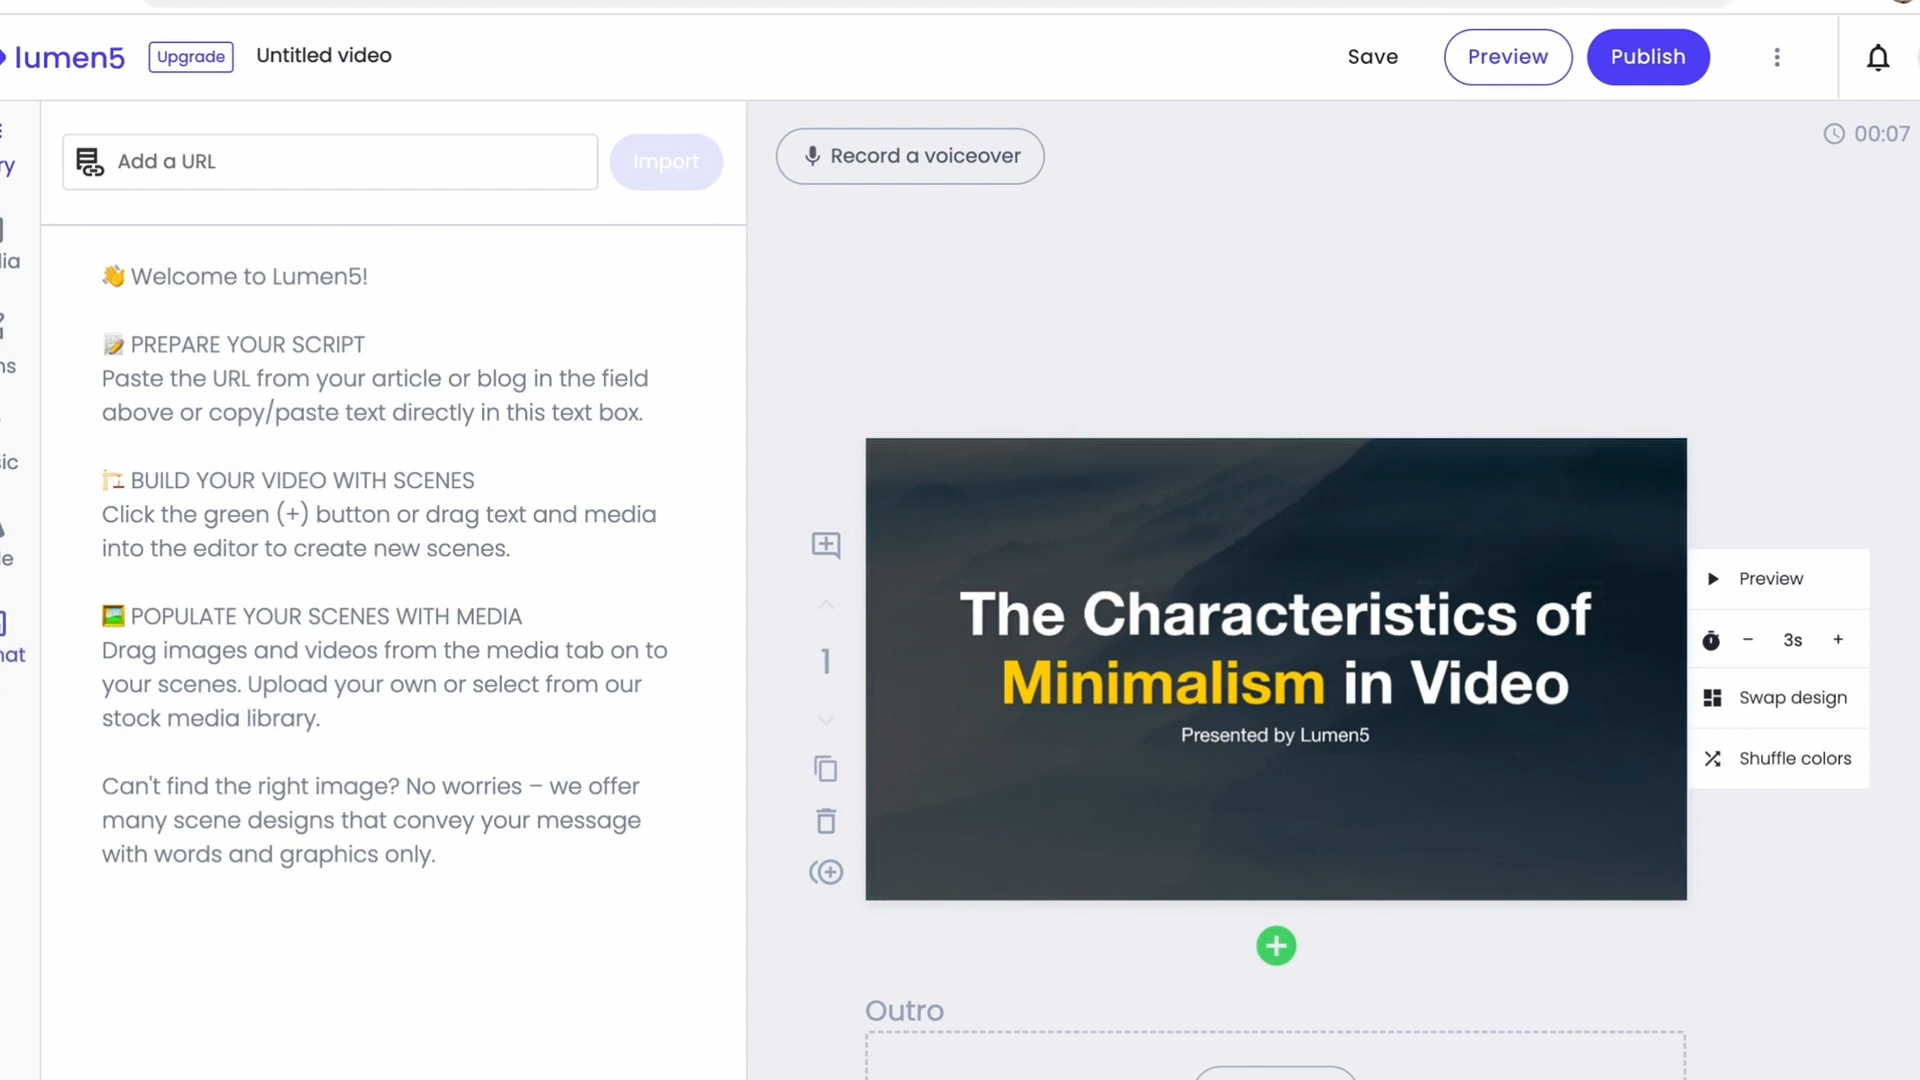 lumen5
Upgrade
Untitled video
Save
Preview
Publish
Add a URL
Import
Record a voiceover
00:07
👋 Welcome to Lumen5!
📝 PREPARE YOUR SCRIPT
Paste the URL from your article or blog in the field
above or copy/paste text directly in this text box.
🏗️ BUILD YOUR VIDEO WITH SCENES
Click the green (+) button or drag text and media
into the editor to create new scenes.
🖼️ POPULATE YOUR SCENES WITH MEDIA
Drag images and videos from the media tab on to
your scenes. Upload your own or select from our
stock media library.
Can't find the right image? No worries – we offer
many scene designs that convey your message
with words and graphics only.
1
The Characteristics of
Minimalism in Video
Presented by Lumen5
Preview
− 3s +
Swap design
Shuffle colors
Outro